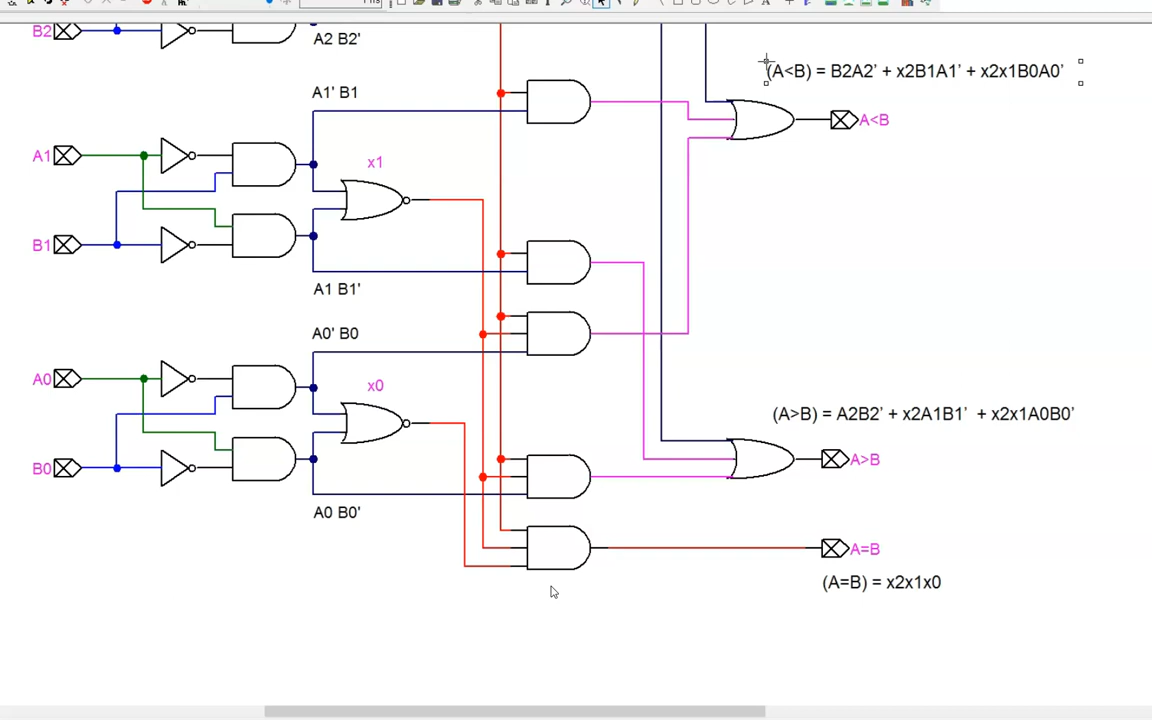 B2
A2 B2'
(A<B) = B2A2' + x2B1A1' + x2x1B0A0'
A1' B1
A<B
A1
x1
B1
A1 B1'
A0' B0
A0
x0
(A>B) = A2B2' + x2A1B1' + x2x1A0B0'
B0
A>B
A0 B0'
A=B
(A=B) = x2x1x0